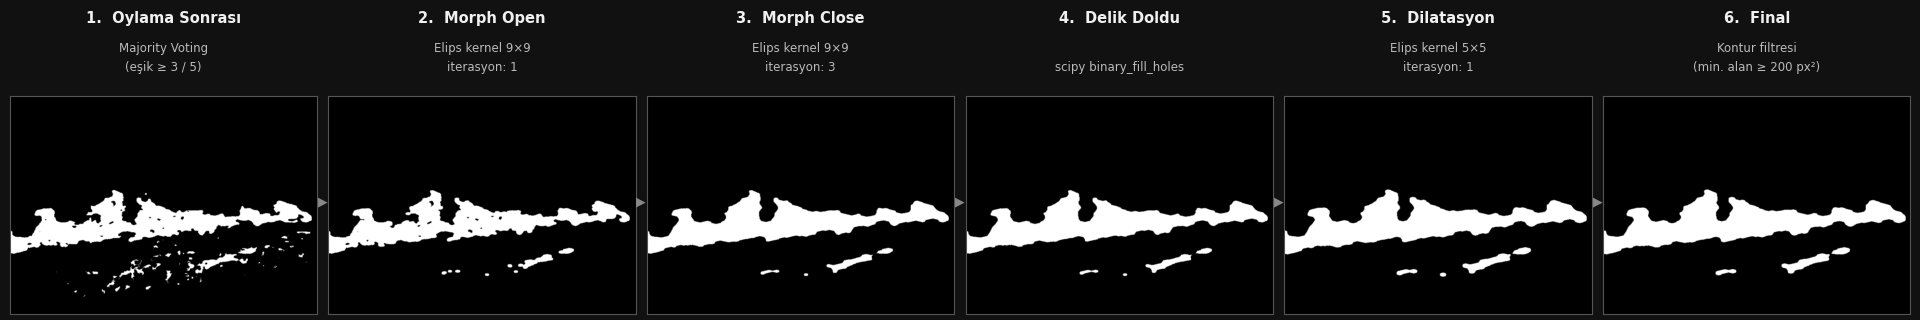 1.  Oylama Sonrası
Majority Voting
(eşik ≥ 3 / 5)
2.  Morph Open
Elips kernel 9×9
iterasyon: 1
3.  Morph Close
Elips kernel 9×9
iterasyon: 3
4.  Delik Doldu
scipy binary_fill_holes
5.  Dilatasyon
Elips kernel 5×5
iterasyon: 1
6.  Final
Kontur filtresi
(min. alan ≥ 200 px²)